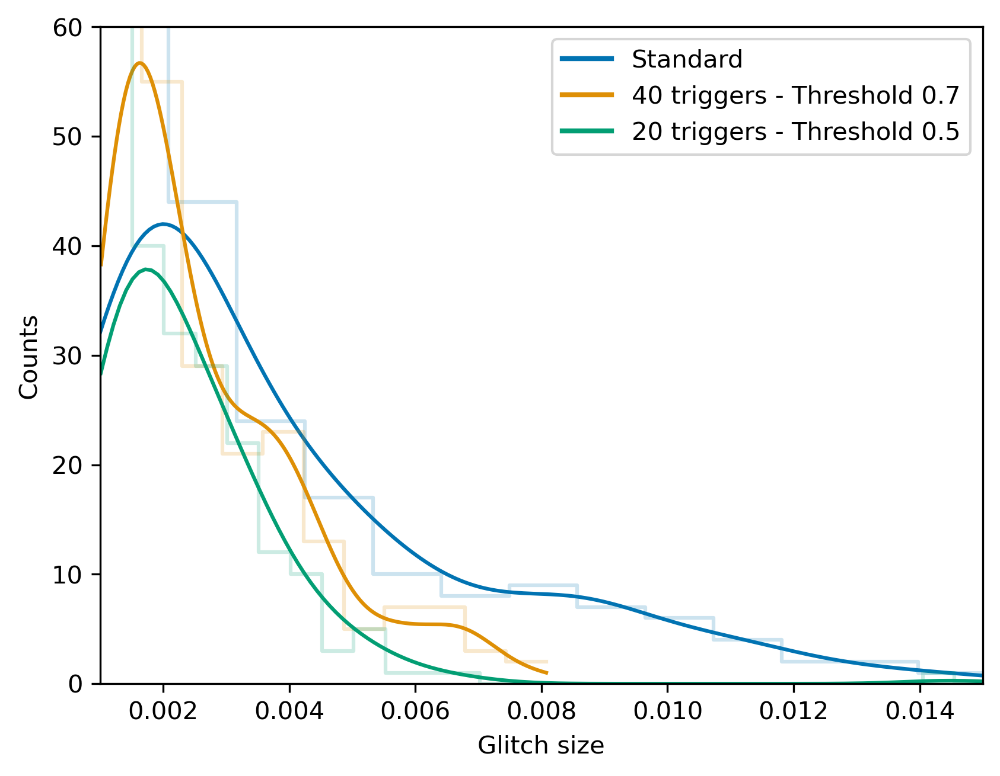 60
50
40
30
20
10
0
Counts
Standard
40 triggers - Threshold 0.7
20 triggers - Threshold 0.5
0.002 0.004 0.006 0.008 0.010 0.012 0.014
Glitch size